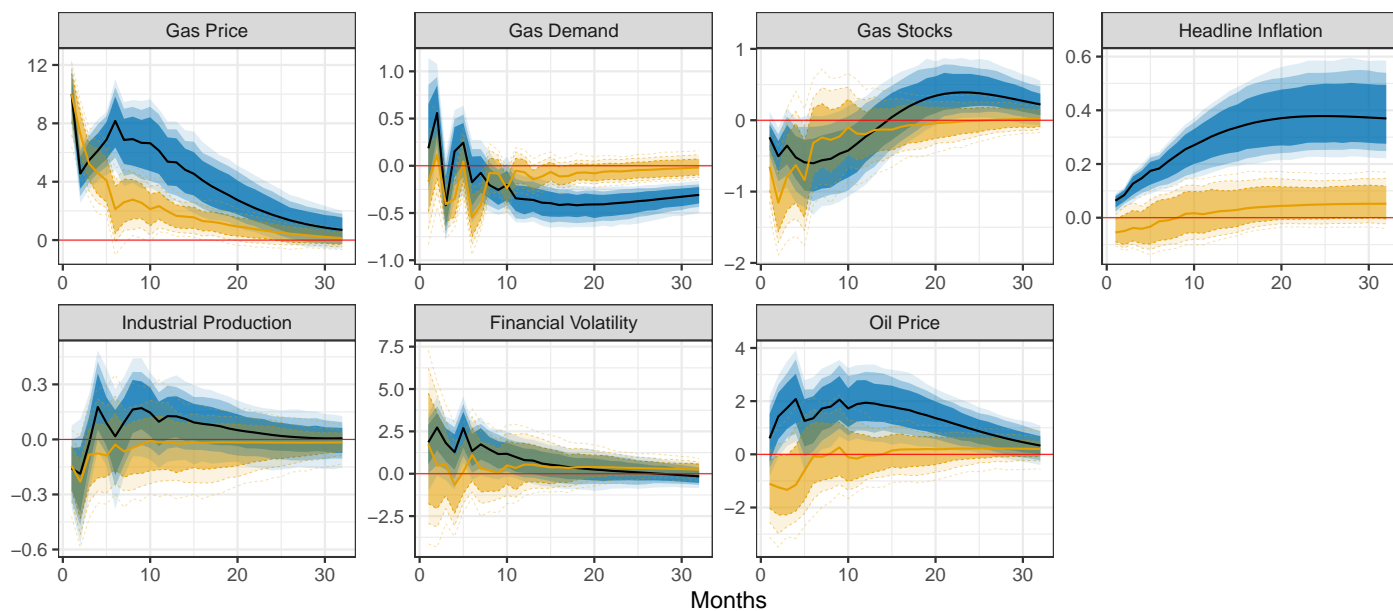 Gas Price
Gas Demand
Gas Stocks
Headline Inflation
12
8
4
0
0 10 20 30
1.0
0.5
0.0
−0.5
−1.0
0 10 20 30
1
0
−1
−2
0 10 20 30
0.6
0.4
0.2
0.0
0 10 20 30
Industrial Production
Financial Volatility
Oil Price
0.3
0.0
−0.3
−0.6
0 10 20 30
7.5
5.0
2.5
0.0
−2.5
0 10 20 30
4
2
0
−2
0 10 20 30
Months